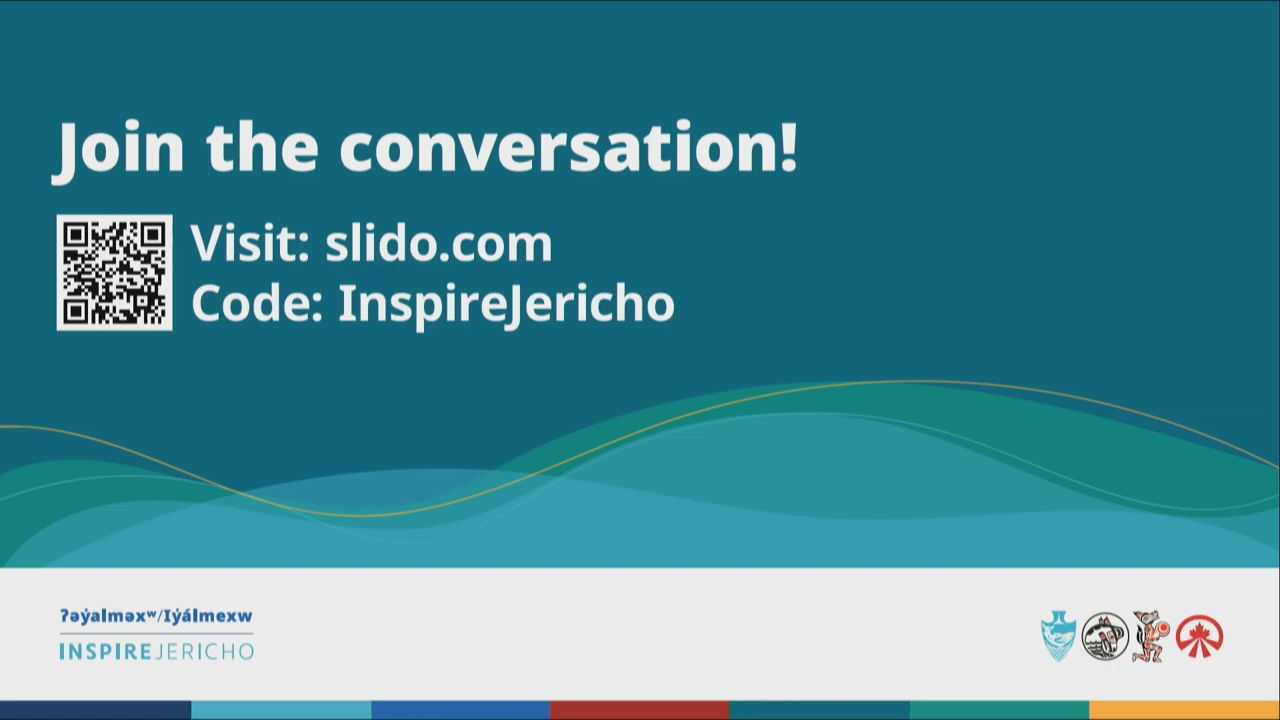 Join the conversation!
Visit: slido.com
Code: InspireJericho
ʔəy̓alməxʷ/Iy̓álmexw
INSPIREJERICHO